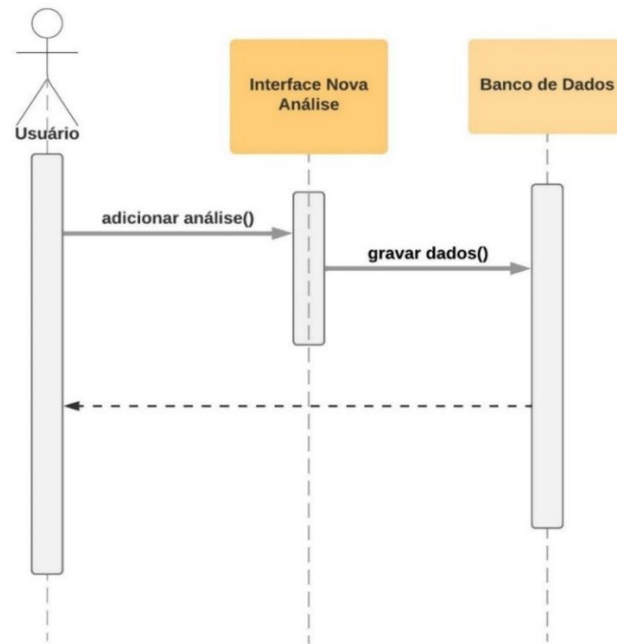 Interface Nova
Análise
Banco de Dados
Usuário
adicionar análise()
gravar dados()